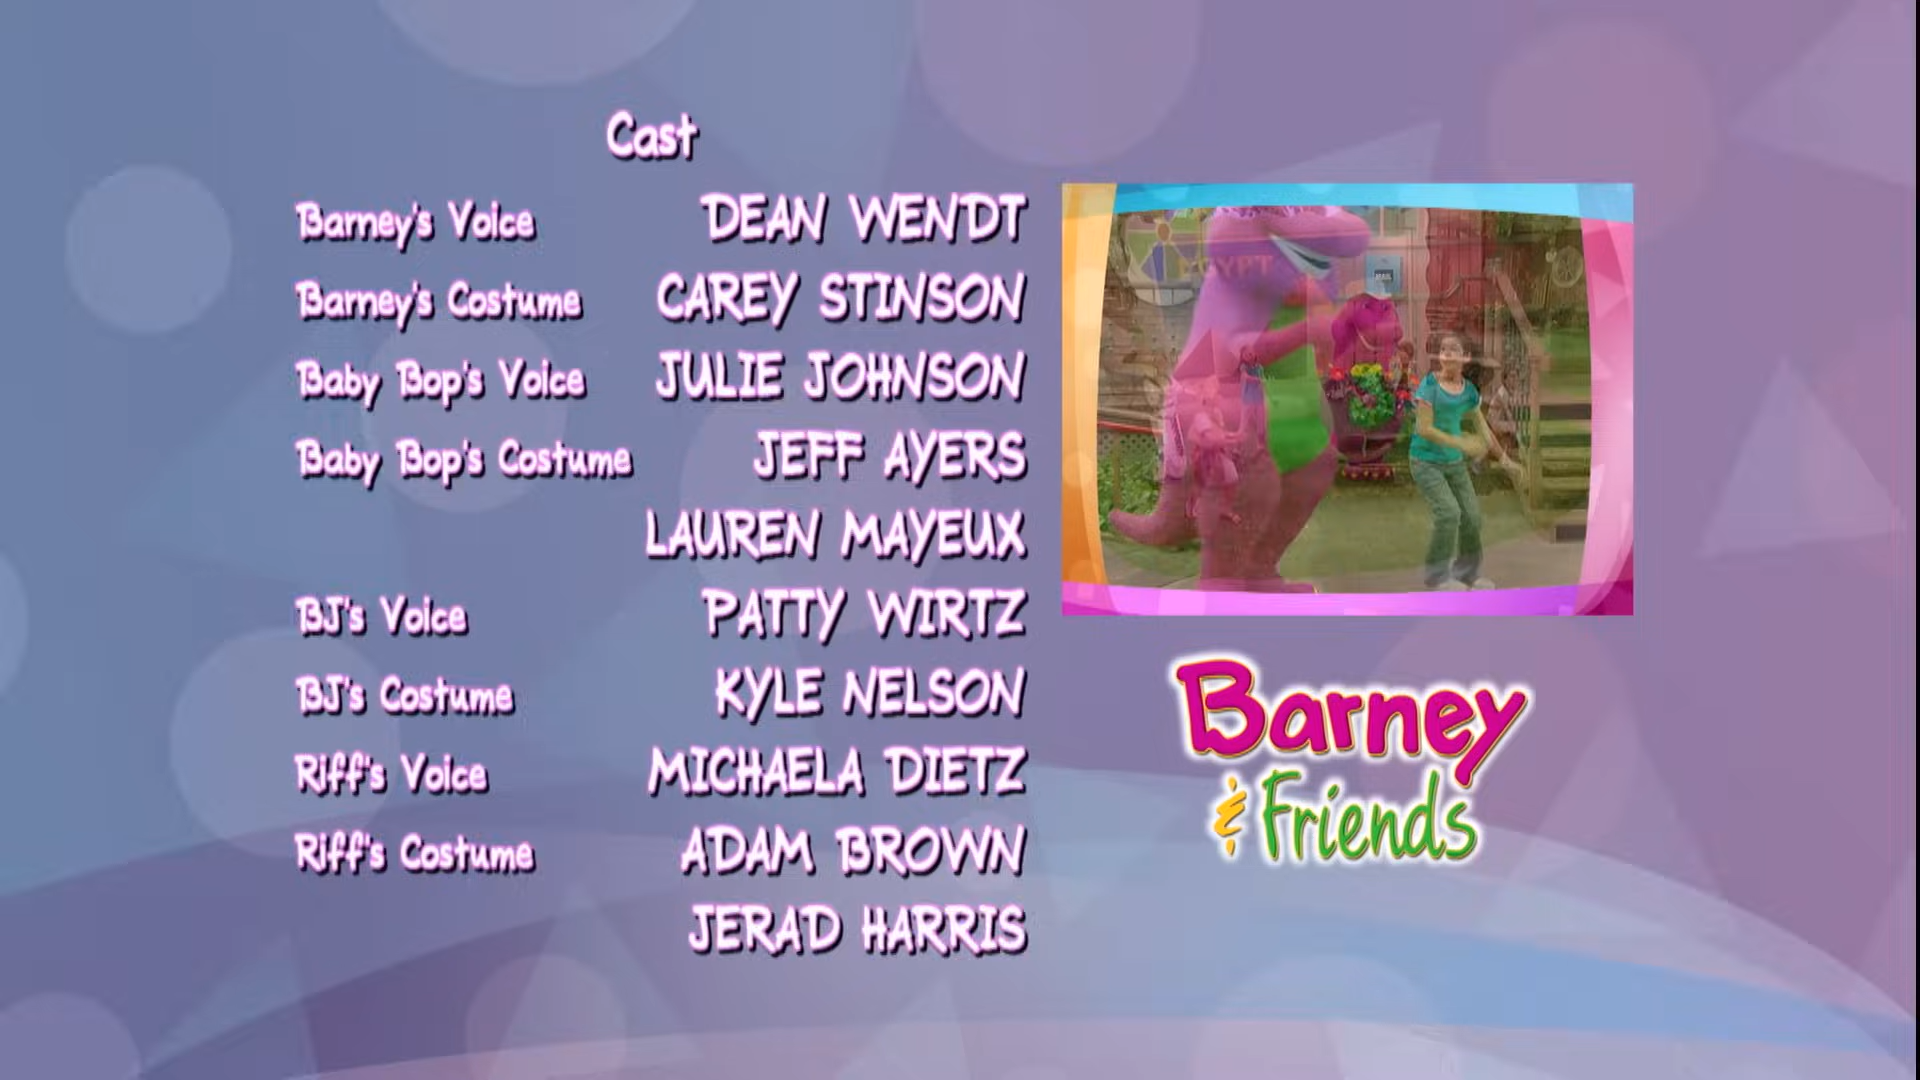 Cast
Barney's Voice DEAN WENDT
Barney's Costume CAREY STINSON
Baby Bop's Voice JULIE JOHNSON
Baby Bop's Costume JEFF AYERS
LAUREN MAYEUX
BJ's Voice PATTY WIRTZ
BJ's Costume KYLE NELSON
Riff's Voice MICHAELA DIETZ
Riff's Costume ADAM BROWN
JERAD HARRIS
EGYPT
Barney
& Friends